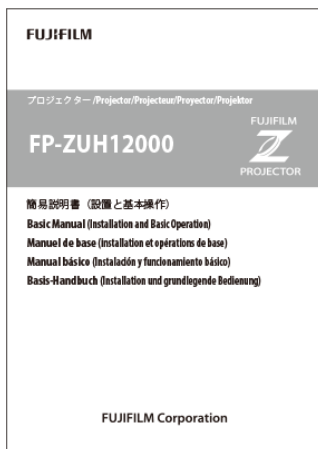 FUJIFILM
プロジェクター/Projector/Projecteur/Proyector/Projektor
FP-ZUH12000
FUJIFILM
Z
PROJECTOR
簡易説明書（設置と基本操作）
Basic Manual (Installation and Basic Operation)
Manuel de base (Installation et opérations de base)
Manual básico (Instalación y funcionamiento básico)
Basis-Handbuch (Installation und grundlegende Bedienung)
FUJIFILM Corporation